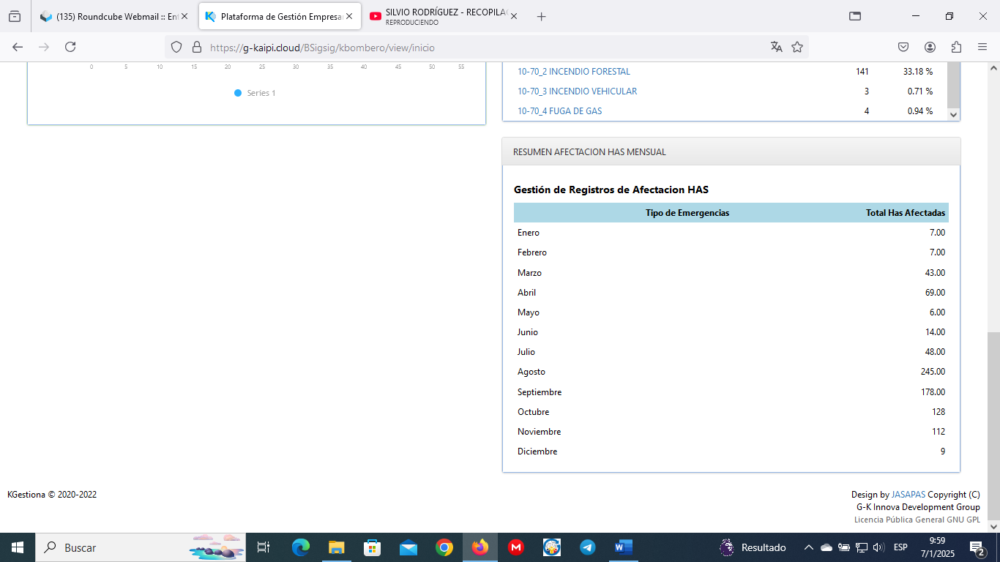 (135) Roundcube Webmail :: Ent
Plataforma de Gestión Empresar
SILVIO RODRÍGUEZ - RECOPILAC
REPRODUCIENDO
https://g-kaipi.cloud/BSigsig/kbombero/view/inicio
0 5 10 15 20 25 30 35 40 45 50 55
Series 1
10-70_2 INCENDIO FORESTAL 141 33.18 %
10-70_3 INCENDIO VEHICULAR 3 0.71 %
10-70_4 FUGA DE GAS 4 0.94 %
RESUMEN AFECTACION HAS MENSUAL
Gestión de Registros de Afectacion HAS
Tipo de Emergencias Total Has Afectadas
Enero 7.00
Febrero 7.00
Marzo 43.00
Abril 69.00
Mayo 6.00
Junio 14.00
Julio 48.00
Agosto 245.00
Septiembre 178.00
Octubre 128
Noviembre 112
Diciembre 9
KGestiona © 2020-2022
Design by JASAPAS Copyright (C)
G-K Innova Development Group
Licencia Pública General GNU GPL
Buscar
Resultado
ESP
9:59
7/1/2025
2